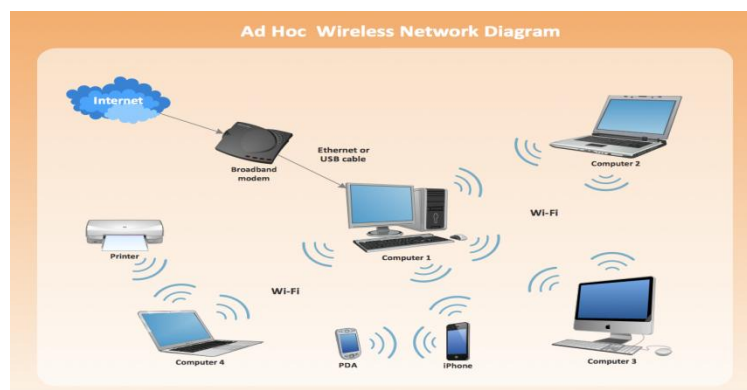 Ad Hoc Wireless Network Diagram
Internet
Ethernet or
USB cable
Broadband
modem
Computer 2
Wi-Fi
Printer
Computer 1
Wi-Fi
Computer 4
PDA
iPhone
Computer 3